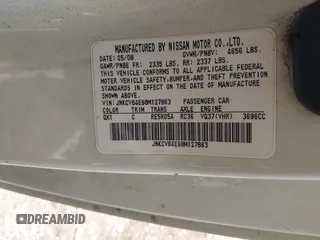 MANUFACTURED BY NISSAN MOTOR CO.,LTD.
DATE: 05/08 GVWR/PNBV: 4656 LBS.
GAWR/PNBE FR: 2335 LBS. RR: 2337 LBS.
THIS VEHICLE CONFORMS TO ALL APPLICABLE FEDERAL
MOTOR VEHICLE SAFETY, BUMPER, AND THEFT PREVENTION
STANDARDS IN EFFECT ON THE DATE OF MANUFACTURE
SHOWN ABOVE.
VIN: JNKCV64E68M127863 PASSENGER CAR
COLOR TRIM TRANS AXLE ENGINE
QX1 C RE5R05A RC36 VQ37(VHR) 3696CC
JNKCV64E68M127863
DISCOUNTED
.COM